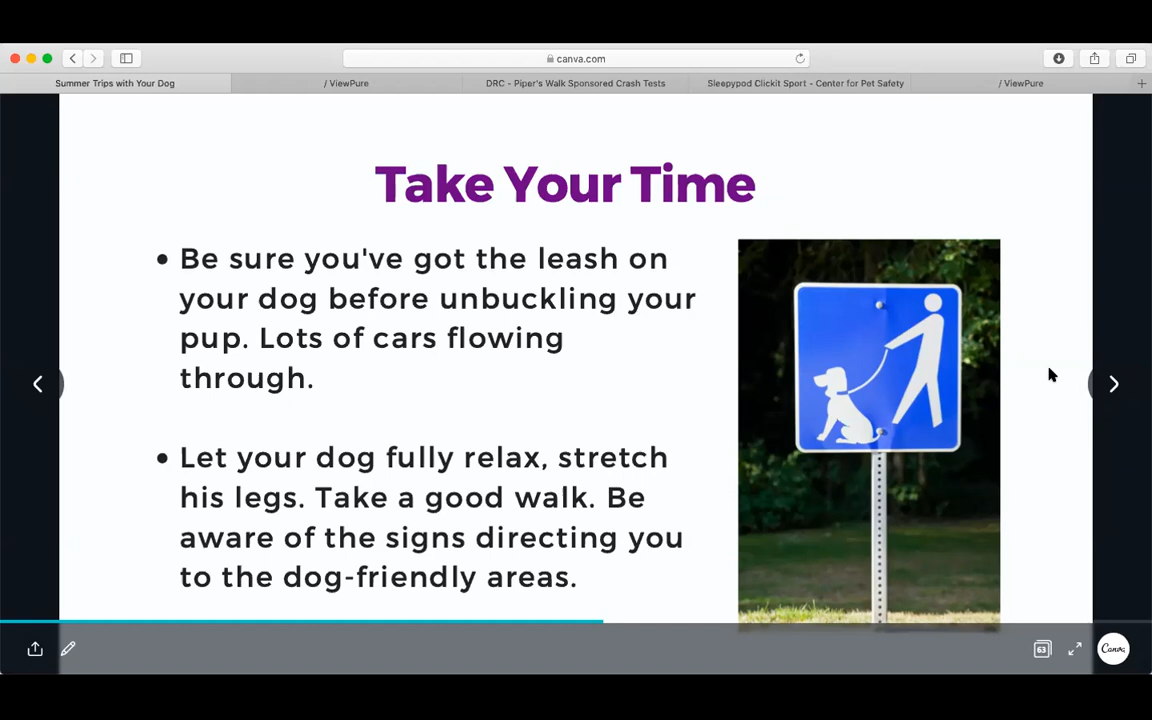 canva.com
Summer Trips with Your Dog
/ ViewPure
DRC - Piper's Walk Sponsored Crash Tests
Sleepypod Clickit Sport - Center for Pet Safety
/ ViewPure
Take Your Time
• Be sure you've got the leash on
your dog before unbuckling your
pup. Lots of cars flowing
through.
• Let your dog fully relax, stretch
his legs. Take a good walk. Be
aware of the signs directing you
to the dog-friendly areas.
63
Canva